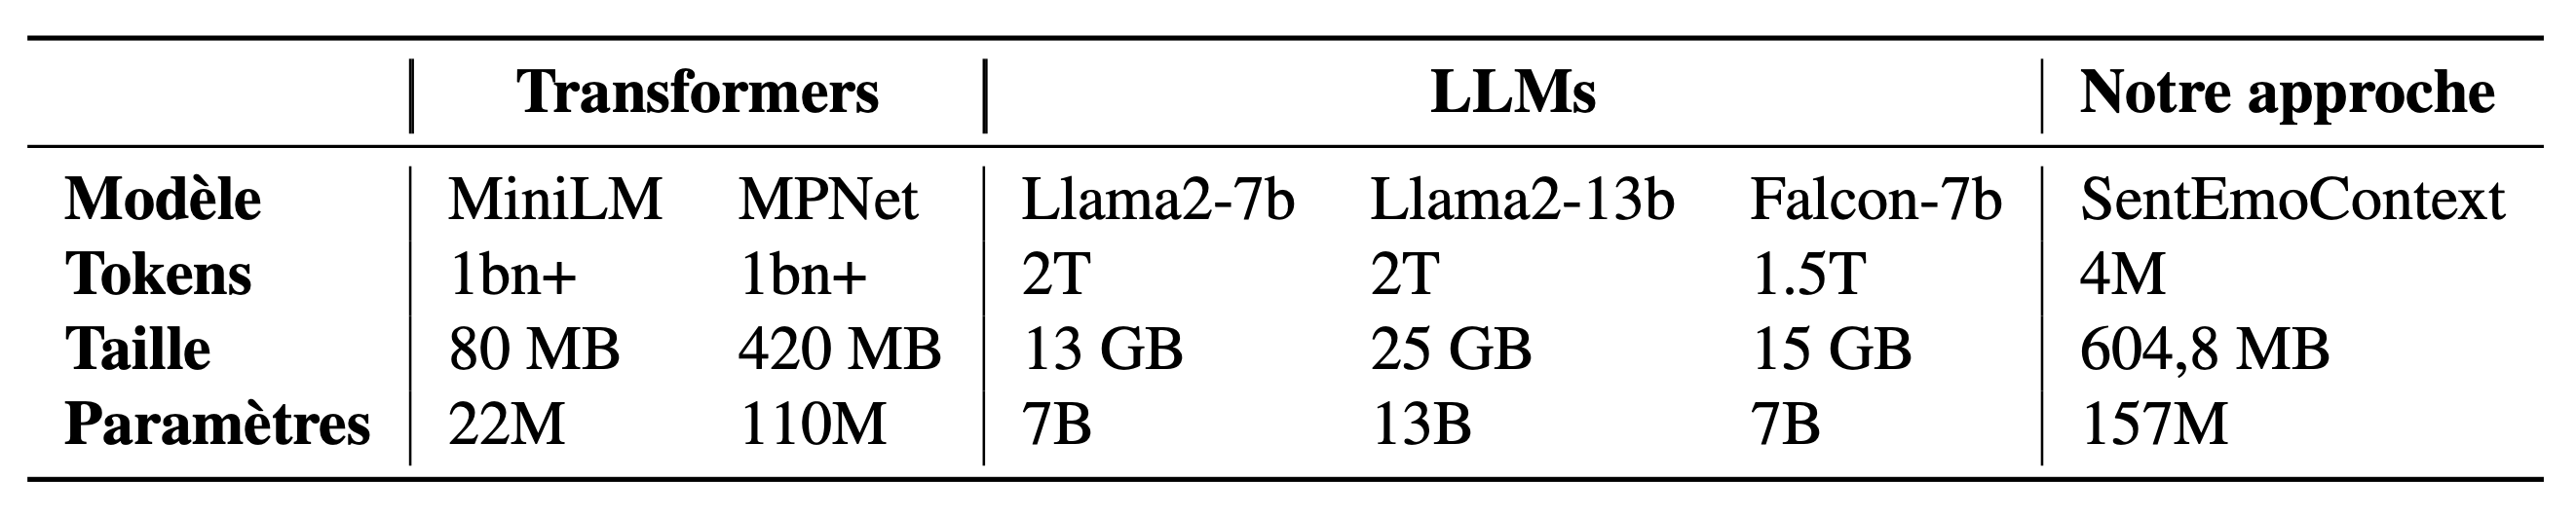 Transformers LLMs Notre approche
Modèle MiniLM MPNet Llama2-7b Llama2-13b Falcon-7b SentEmoContext
Tokens 1bn+ 1bn+ 2T 2T 1.5T 4M
Taille 80 MB 420 MB 13 GB 25 GB 15 GB 604,8 MB
Paramètres 22M 110M 7B 13B 7B 157M